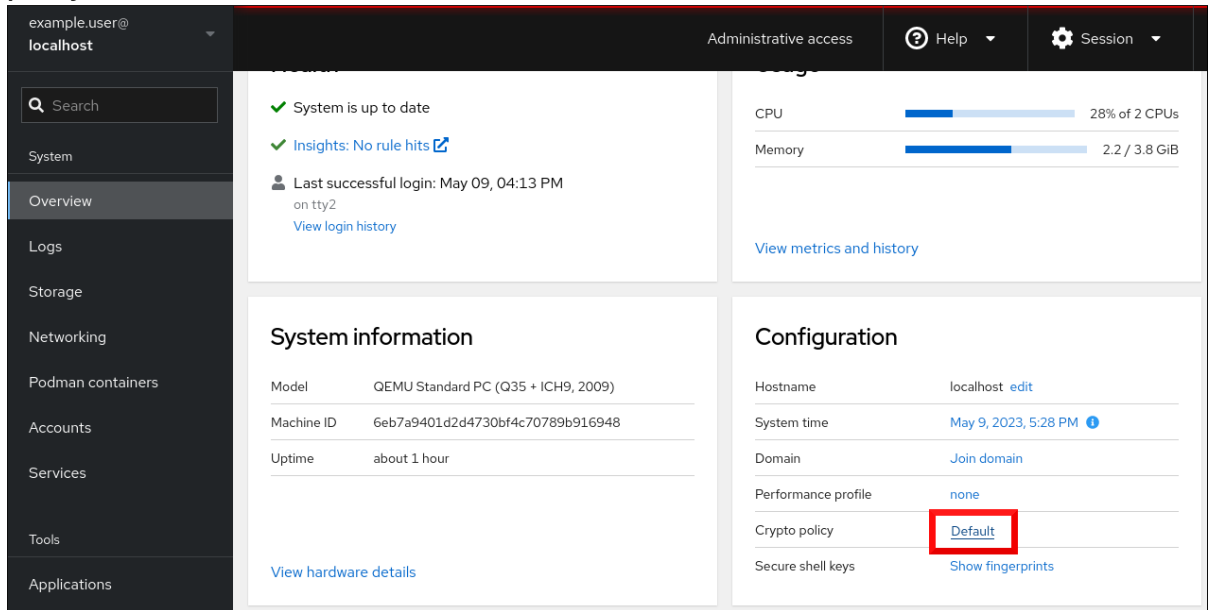 example.user@
localhost
Administrative access
Help
Session
Search
System
Overview
Logs
Storage
Networking
Podman containers
Accounts
Services
Tools
Applications
Health
System is up to date
Insights: No rule hits
Last successful login: May 09, 04:13 PM
on tty2
View login history
Usage
CPU 28% of 2 CPUs
Memory 2.2 / 3.8 GiB
View metrics and history
System information
Model QEMU Standard PC (Q35 + ICH9, 2009)
Machine ID 6eb7a9401d2d4730bf4c70789b916948
Uptime about 1 hour
View hardware details
Configuration
Hostname localhost edit
System time May 9, 2023, 5:28 PM
Domain Join domain
Performance profile none
Crypto policy Default
Secure shell keys Show fingerprints